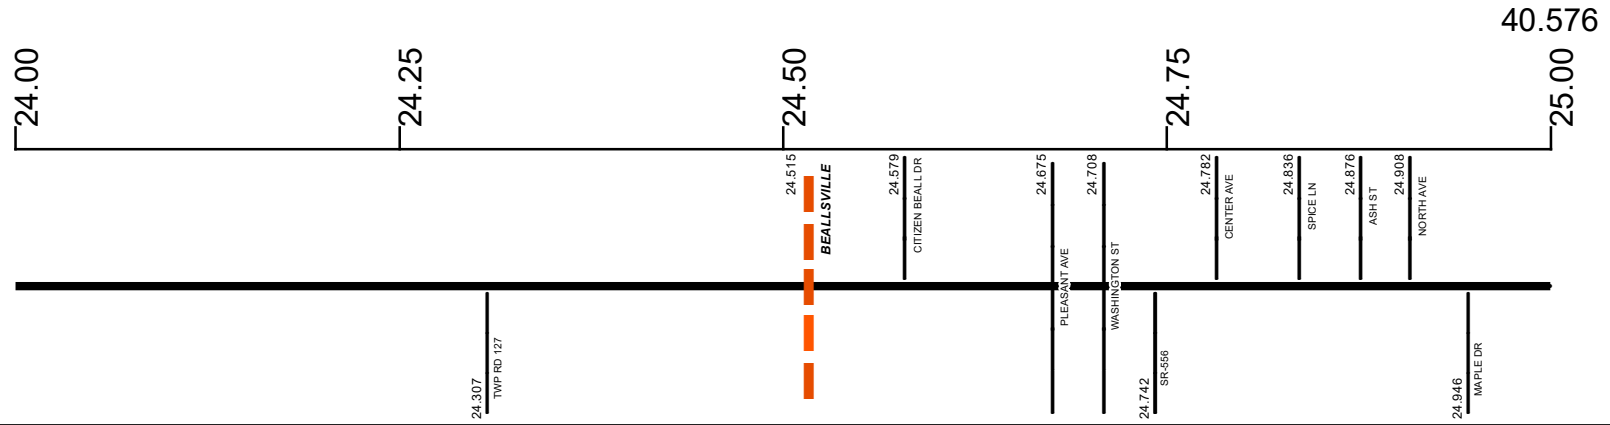 40.576
24.00
24.25
24.50
24.75
25.00
24.515
BEALLSVILLE
24.579
CITIZEN BEALL DR
24.675
PLEASANT AVE
24.708
WASHINGTON ST
24.782
CENTER AVE
24.836
SPICE LN
24.876
ASH ST
24.908
NORTH AVE
24.307
TWP RD 127
24.742
SR-556
24.946
MAPLE DR